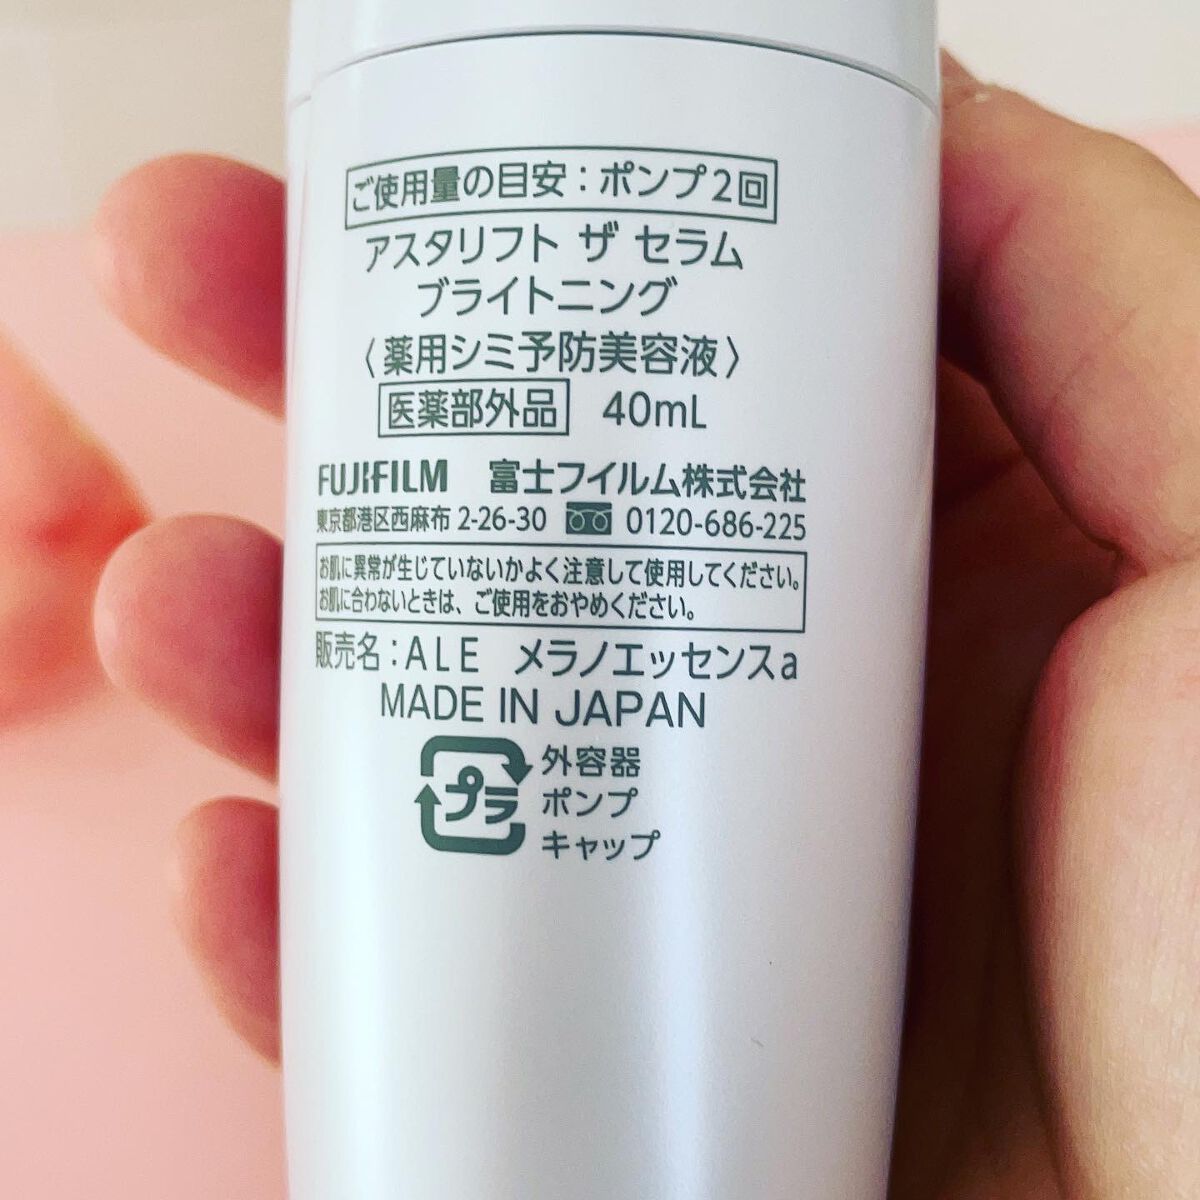 ご使用量の目安：ポンプ2回
アスタリフト ザ セラム
ブライトニング
〈薬用シミ予防美容液〉
医薬部外品 40mL
FUJIFILM 富士フイルム株式会社
東京都港区西麻布 2-26-30 0120-686-225
お肌に異常が生じていないかよく注意して使用してください。
お肌に合わないときは、ご使用をおやめください。
販売名：ALE メラノエッセンスa
MADE IN JAPAN
プラ 外容器
ポンプ
キャップ